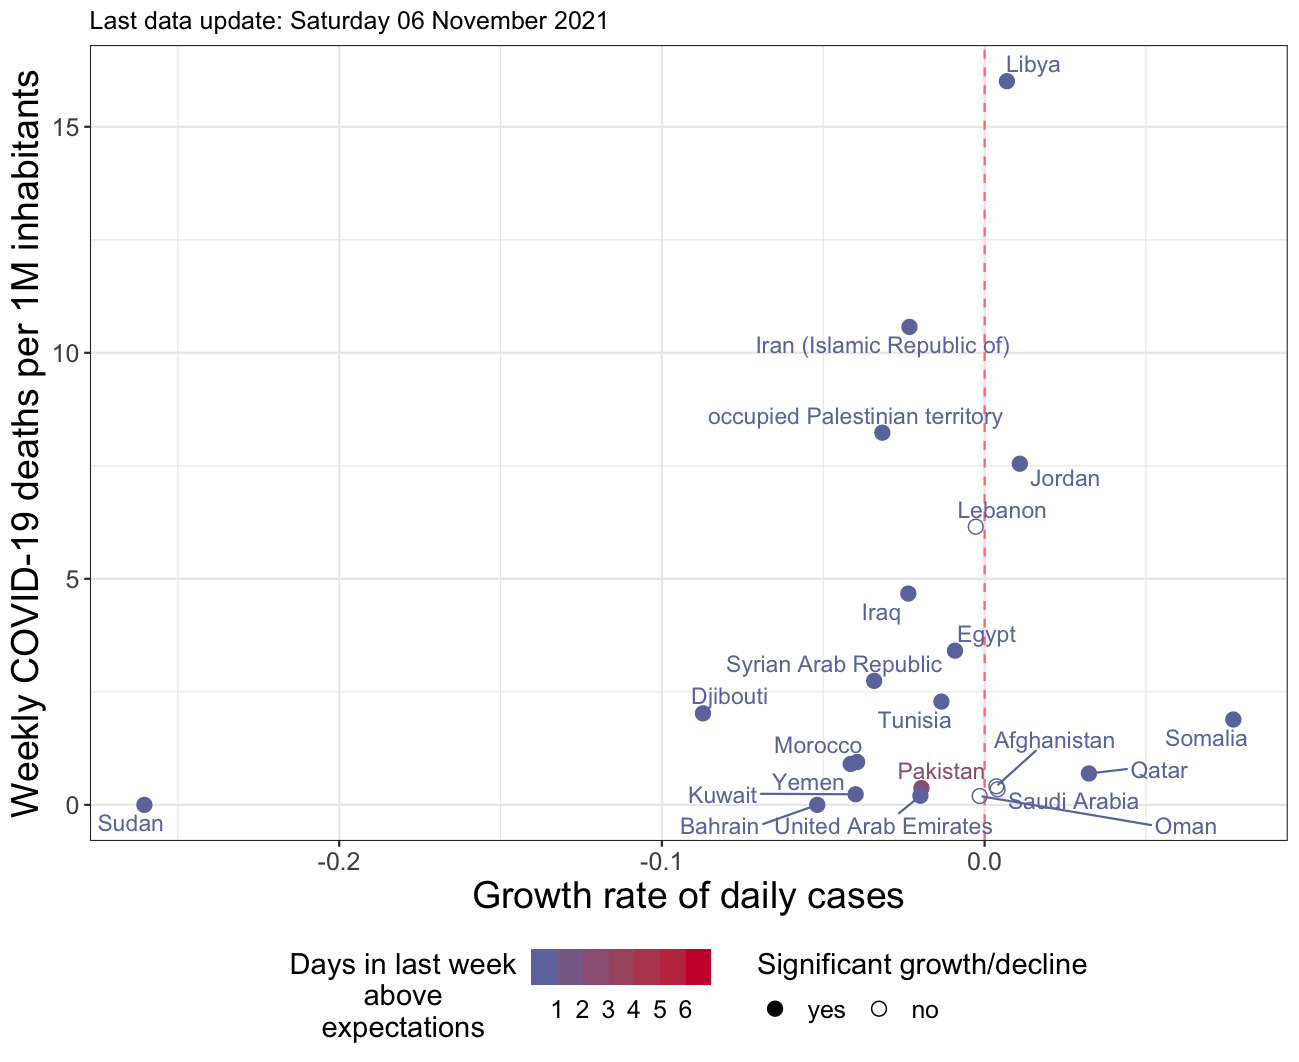 Last data update: Saturday 06 November 2021
Weekly COVID-19 deaths per 1M inhabitants
15
10
5
0
Libya
Iran (Islamic Republic of)
occupied Palestinian territory
Jordan
Lebanon
Iraq
Egypt
Syrian Arab Republic
Djibouti
Tunisia
Somalia
Afghanistan
Morocco
Pakistan
Qatar
Yemen
Kuwait
Saudi Arabia
Sudan
Bahrain
United Arab Emirates
Oman
-0.2
-0.1
0.0
Growth rate of daily cases
Days in last week
above
expectations
1 2 3 4 5 6
Significant growth/decline
yes
no